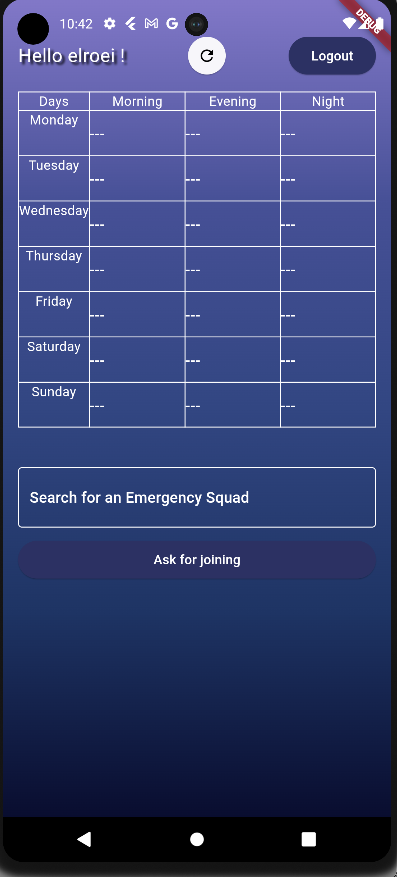 10:42
DEBUG
Hello elroei !
Logout
Days Morning Evening Night
Monday --- --- ---
Tuesday --- --- ---
Wednesday --- --- ---
Thursday --- --- ---
Friday --- --- ---
Saturday --- --- ---
Sunday --- --- ---
Search for an Emergency Squad
Ask for joining